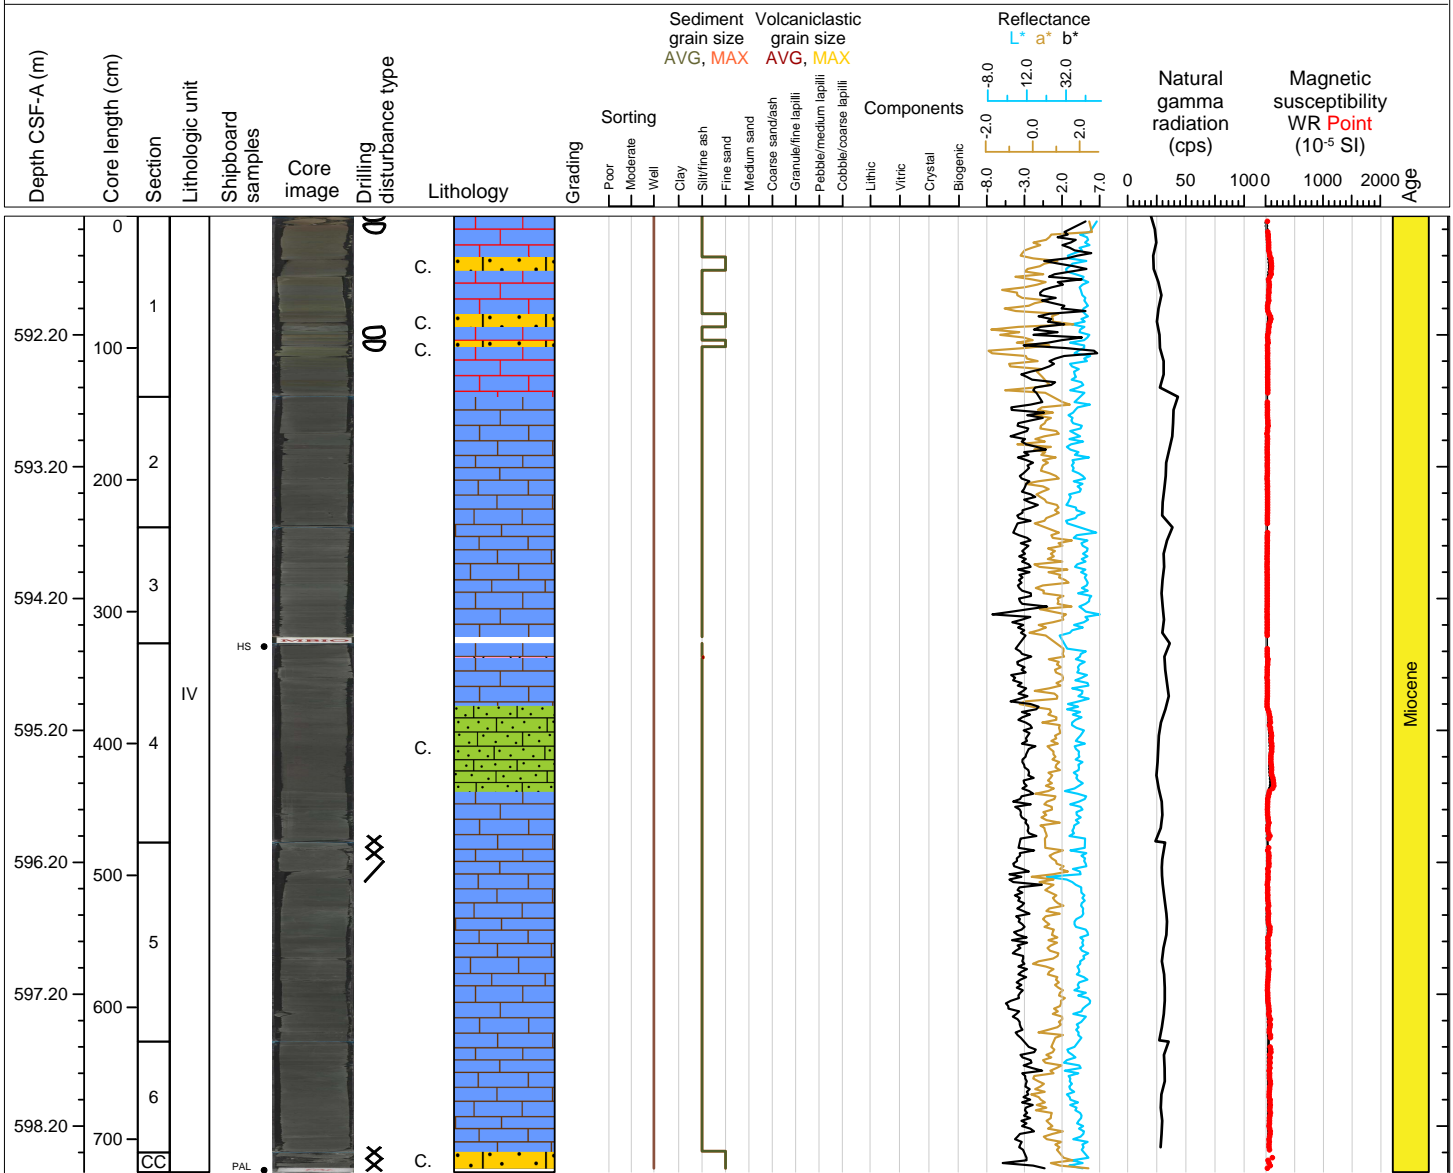 Depth CSF-A (m)
Core length (cm)
Section
Lithologic unit
Shipboard
samples
Core
image
Drilling
disturbance type
Lithology
Grading
Sorting
Poor
Moderate
Well
Sediment
grain size
AVG, MAX
Volcaniclastic
grain size
AVG, MAX
Clay
Silt/fine ash
Fine sand
Medium sand
Coarse sand/ash
Granule/fine lapilli
Pebble/medium lapilli
Cobble/coarse lapilli
Components
Lithic
Vitric
Crystal
Biogenic
Reflectance
L* a* b*
-8.0 12.0 32.0
-2.0 0.0 2.0
-8.0 -3.0 2.0 7.0
Natural
gamma
radiation
(cps)
0 50 100
Magnetic
susceptibility
WR Point
(10-5 SI)
0 1000 2000
Age
0
1
C.
C.
592.20
100
C.
2
593.20
200
3
594.20
300
MBIO
HS
IV
Miocene
595.20
4
400
C.
596.20
500
5
597.20
600
6
598.20
700
CC
C.
PAL